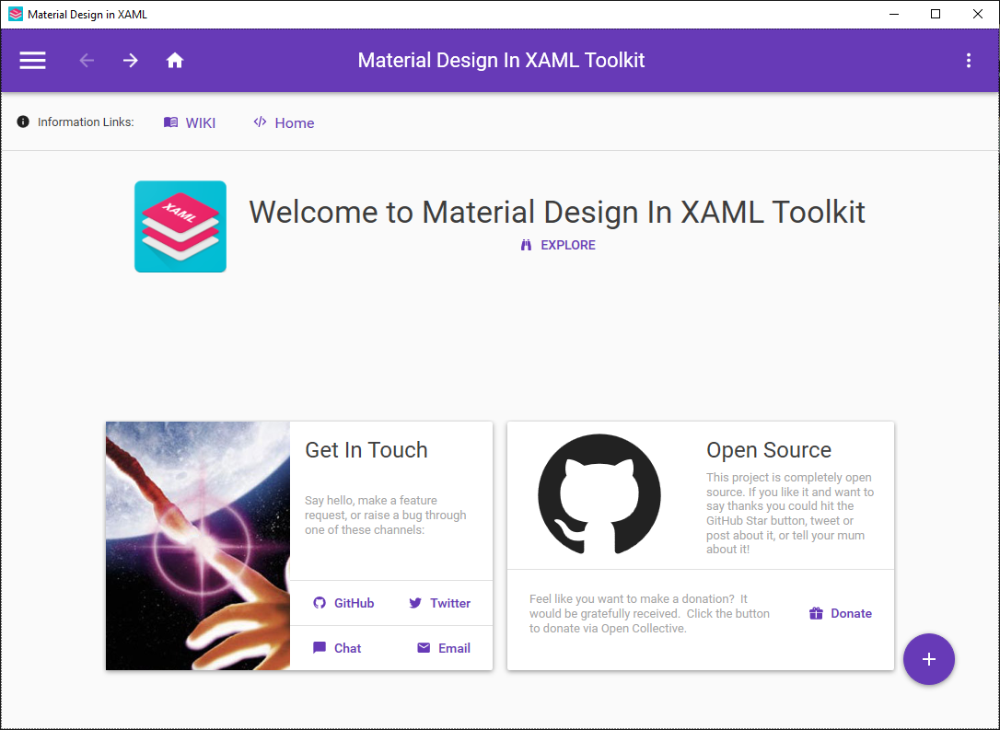 Material Design in XAML
Material Design In XAML Toolkit
Information Links:
WIKI
Home
XAML
Welcome to Material Design In XAML Toolkit
EXPLORE
Get In Touch
Say hello, make a feature
request, or raise a bug through
one of these channels:
GitHub
Twitter
Chat
Email
Open Source
This project is completely open
source. If you like it and want to
say thanks you could hit the
GitHub Star button, tweet or
post about it, or tell your mum
about it!
Feel like you want to make a donation?  It
would be gratefully received.  Click the button
to donate via Open Collective.
Donate